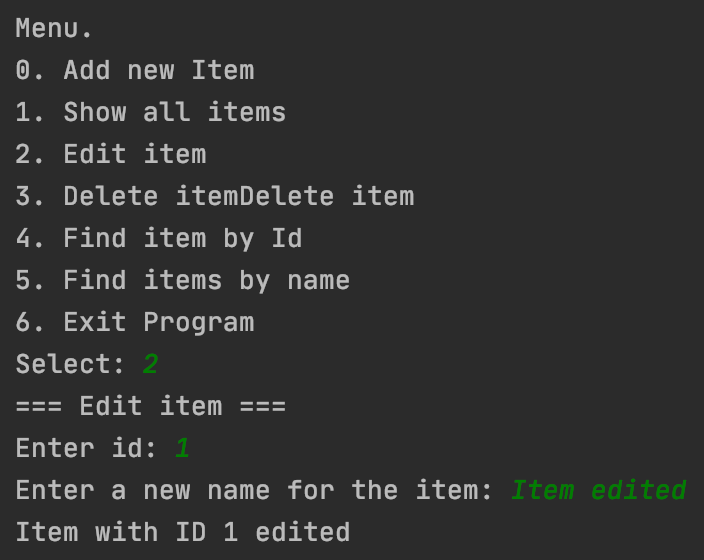 Menu.
0. Add new Item
1. Show all items
2. Edit item
3. Delete itemDelete item
4. Find item by Id
5. Find items by name
6. Exit Program
Select: 2
=== Edit item ===
Enter id: 1
Enter a new name for the item: Item edited
Item with ID 1 edited